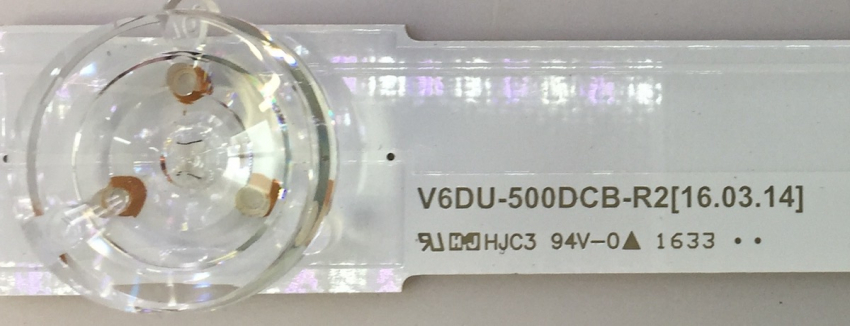 V6DU-500DCB-R2[16.03.14]
HJC3 94V-0▲ 1633 ••